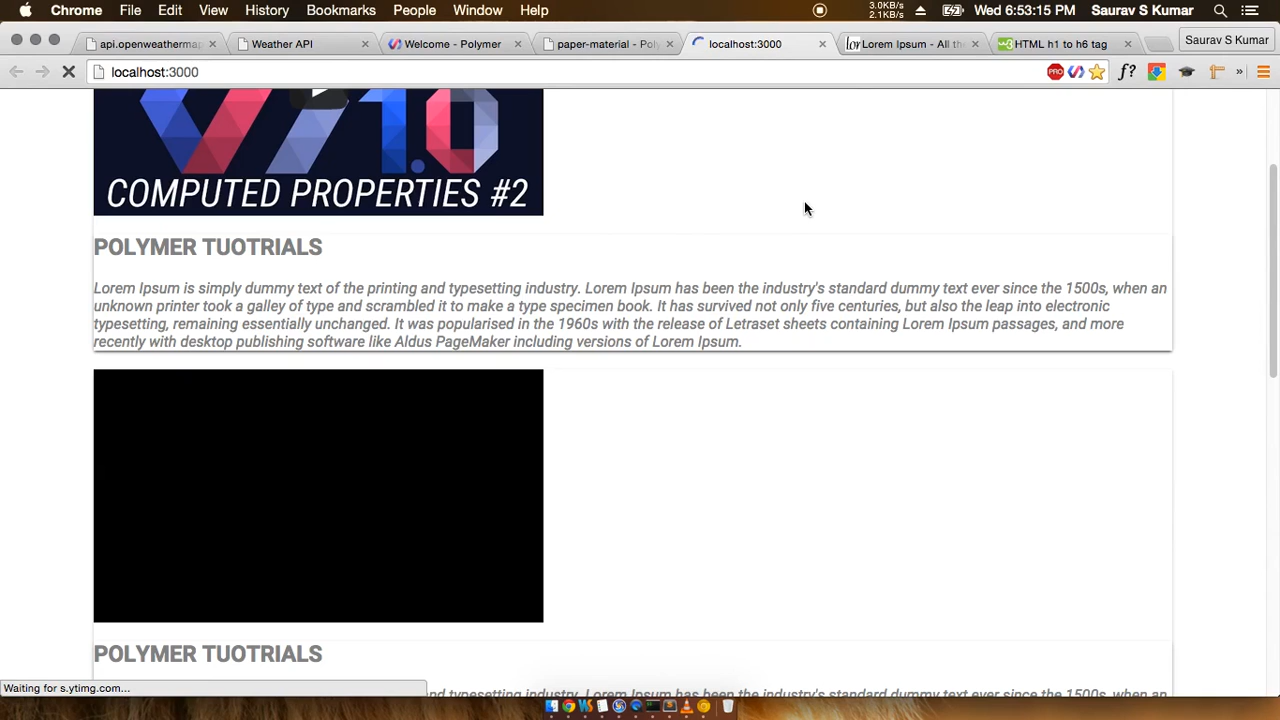 Chrome File Edit View History Bookmarks People Window Help 3.0KB/s 2.1KB/s Wed 6:53:15 PM Saurav S Kumar
api.openweatherma Weather API Welcome - Polymer paper-material - Poly localhost:3000 Lorem Ipsum - All the HTML h1 to h6 tag Saurav S Kumar
localhost:3000 PRO f? »
1.0
COMPUTED PROPERTIES #2
POLYMER TUOTRIALS
Lorem Ipsum is simply dummy text of the printing and typesetting industry. Lorem Ipsum has been the industry's standard dummy text ever since the 1500s, when an
unknown printer took a galley of type and scrambled it to make a type specimen book. It has survived not only five centuries, but also the leap into electronic
typesetting, remaining essentially unchanged. It was popularised in the 1960s with the release of Letraset sheets containing Lorem Ipsum passages, and more
recently with desktop publishing software like Aldus PageMaker including versions of Lorem Ipsum.
POLYMER TUOTRIALS
Waiting for s.ytimg.com...
nd typesetting industry. Lorem Ipsum has been the industry's standard dummy text ever since the 1500s, when an